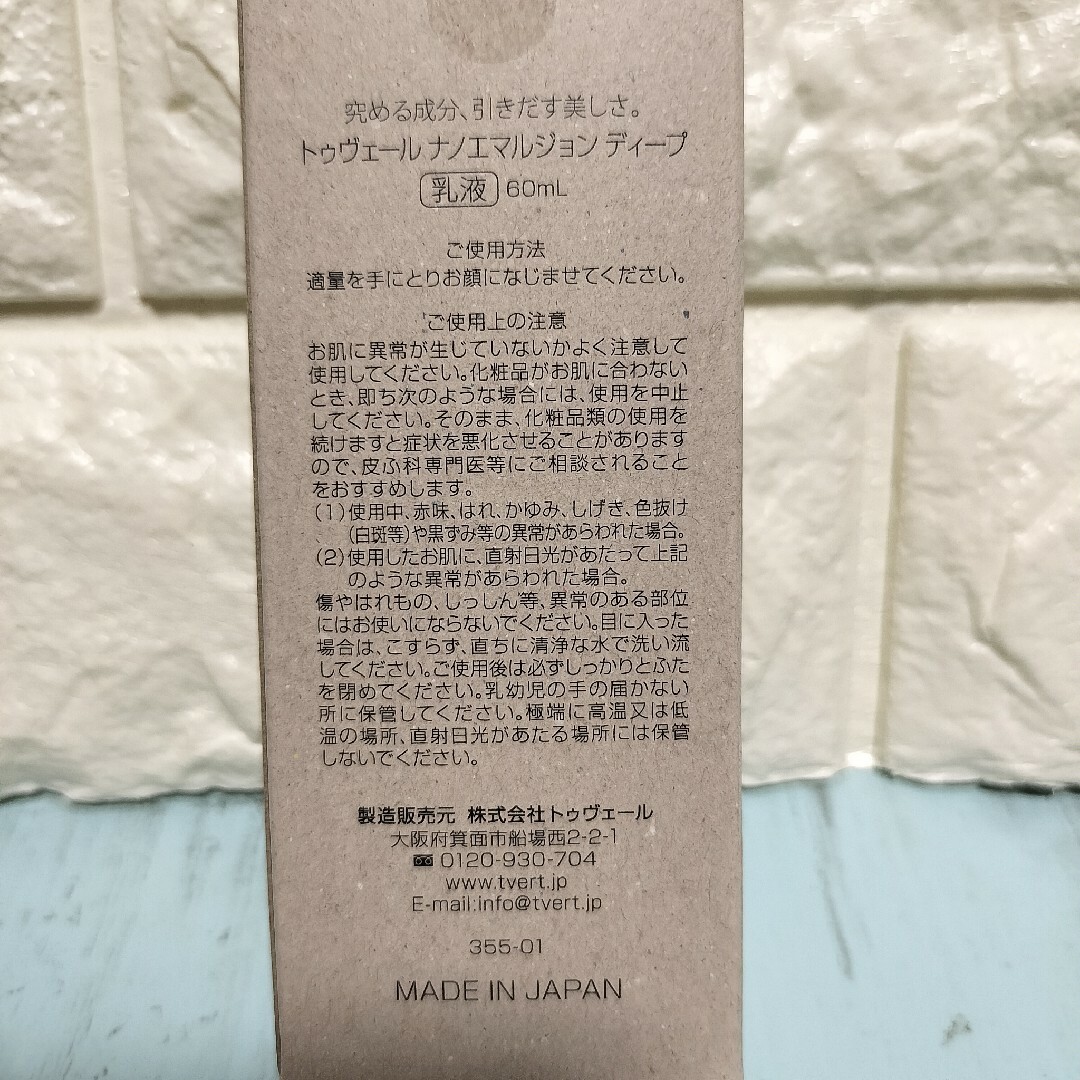 究める成分、引きだす美しさ。
トゥヴェール ナノエマルジョン ディープ
乳液 60mL
ご使用方法
適量を手にとりお顔になじませてください。
ご使用上の注意
お肌に異常が生じていないかよく注意して
使用してください。化粧品がお肌に合わない
とき、即ち次のような場合には、使用を中止
してください。そのまま、化粧品類の使用を
続けますと症状を悪化させることがあります
ので、皮ふ科専門医等にご相談されること
をおすすめします。
(1)使用中、赤味、はれ、かゆみ、しげき、色抜け
(白斑等)や黒ずみ等の異常があらわれた場合。
(2)使用したお肌に、直射日光があたって上記
のような異常があらわれた場合。
傷やはれもの、しっしん等、異常のある部位
にはお使いにならないでください。目に入った
場合は、こすらず、直ちに清浄な水で洗い流
してください。ご使用後は必ずしっかりとふた
を閉めてください。乳幼児の手の届かない
所に保管してください。極端に高温又は低
温の場所、直射日光があたる場所には保管
しないでください。
製造販売元 株式会社トゥヴェール
大阪府箕面市船場西2-2-1
0120-930-704
www.tvert.jp
E-mail:info@tvert.jp
355-01
MADE IN JAPAN